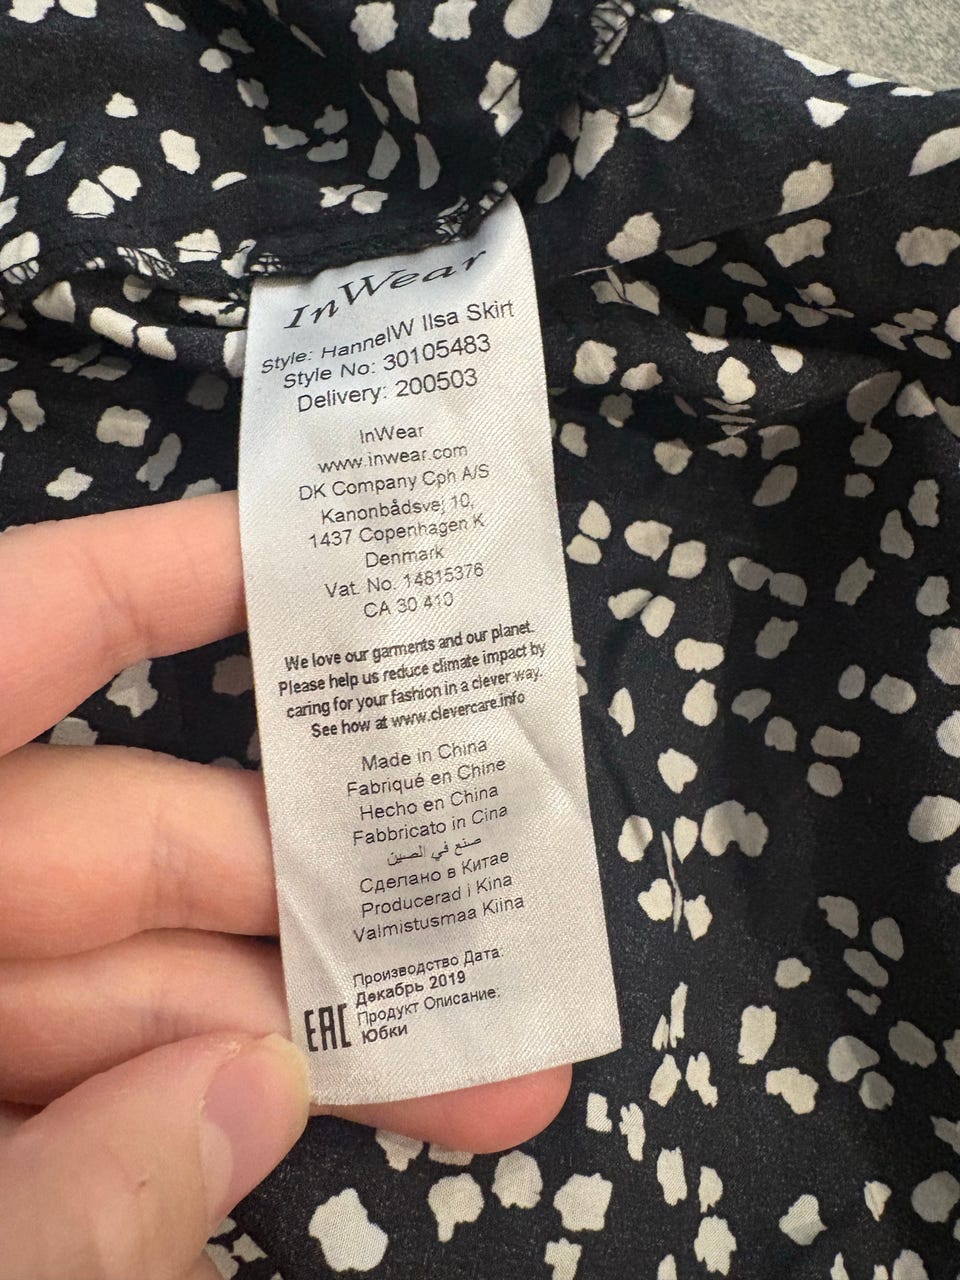 InWear
Style: HannelW Ilsa Skirt
Style No: 30105483
Delivery: 200503
InWear
www.inwear.com
DK Company Cph A/S
Kanonbådsvej 10,
1437 Copenhagen K
Denmark
Vat. No. 14815376
CA 30 410
We love our garments and our planet.
Please help us reduce climate impact by
caring for your fashion in a clever way.
See how at www.clevercare.info
Made in China
Fabriqué en Chine
Hecho en China
Fabbricato in Cina
صنع في الصين
Сделано в Китае
Producerad i Kina
Valmistusmaa Kiina
Производство Дата:
Декабрь 2019
EAC Продукт Описание:
Юбки